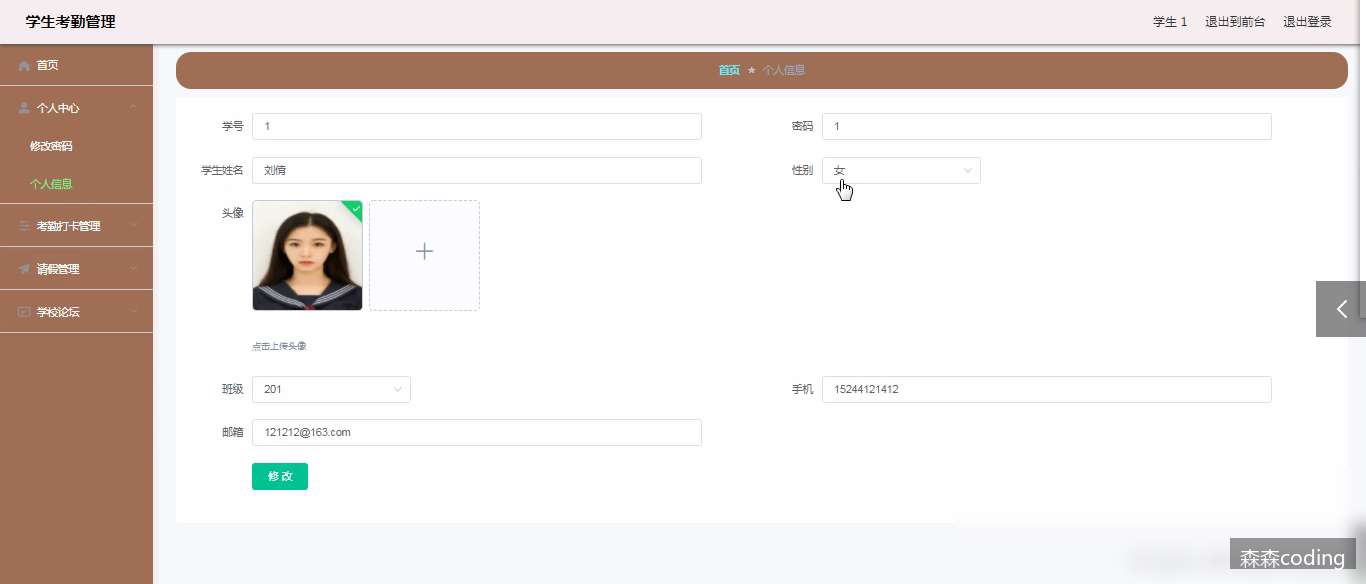 学生考勤管理
学生 1 退出到前台 退出登录
首页
个人中心
修改密码
个人信息
考勤打卡管理
请假管理
学校论坛
首页 ★ 个人信息
学号 1 密码 1
学生姓名 刘倩 性别 女
头像
点击上传头像
班级 201 手机 15244121412
邮箱 121212@163.com
修改
森森coding